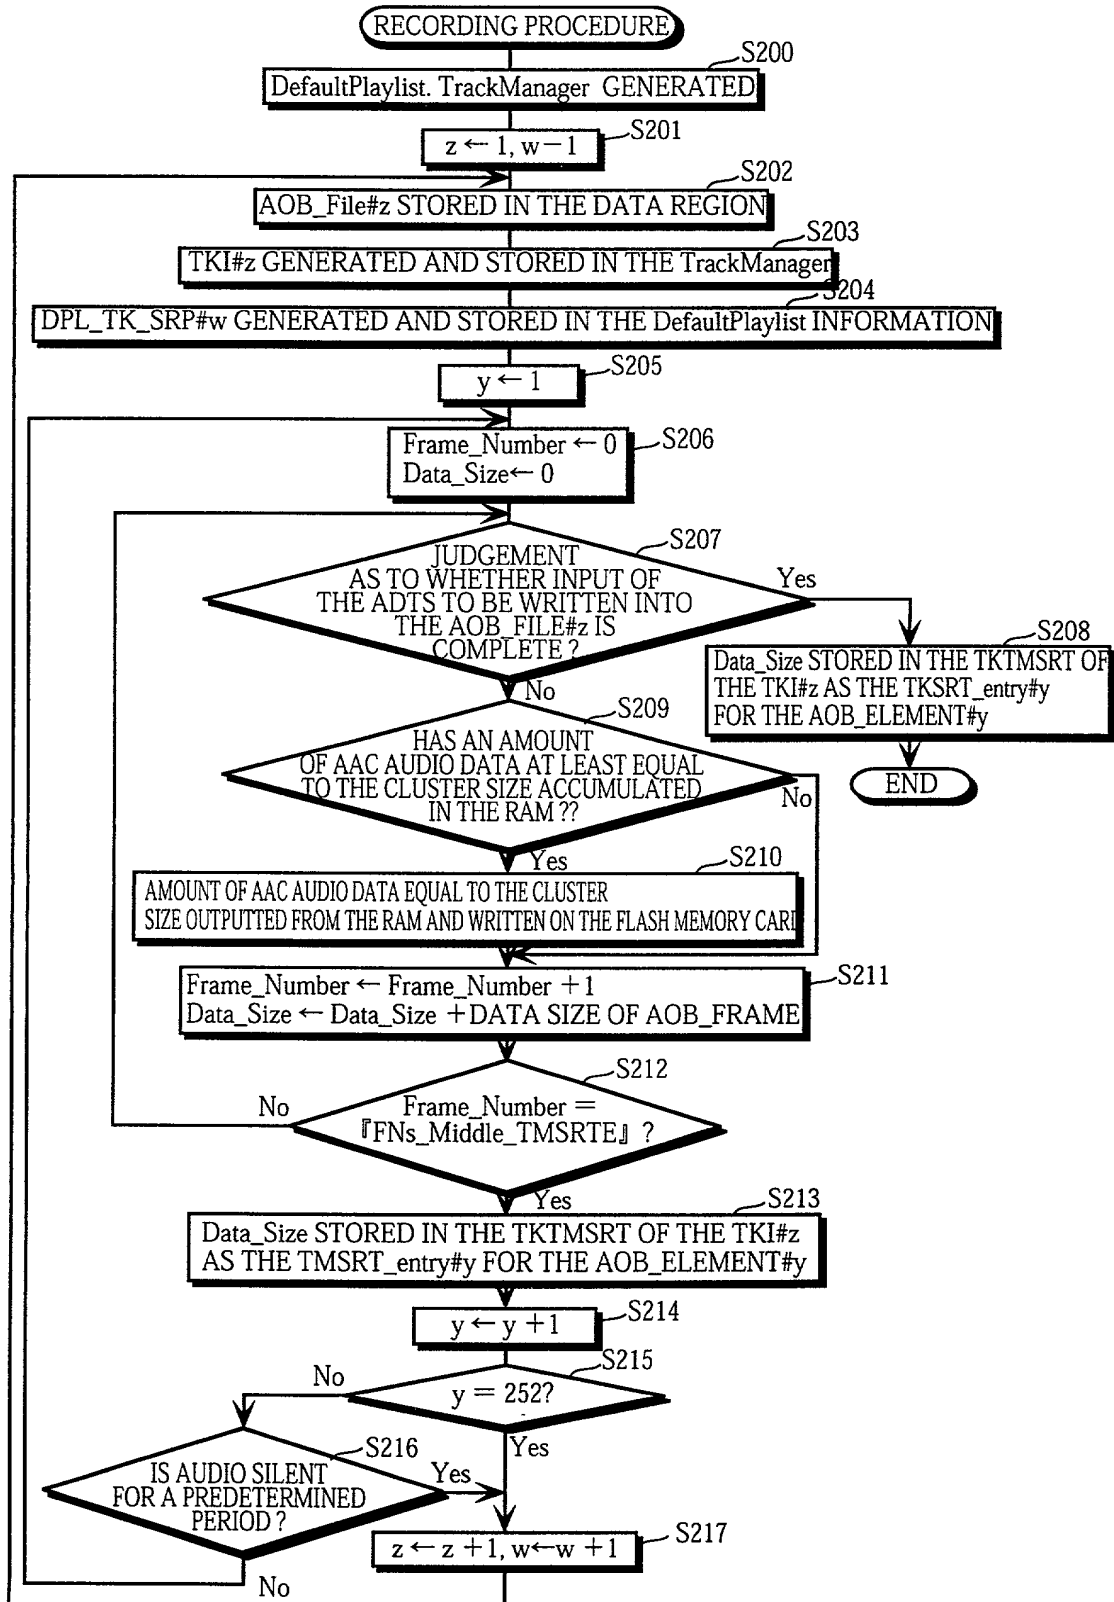 RECORDING PROCEDURE
S200
DefaultPlaylist. TrackManager GENERATED
S201
z ← 1, w－1
S202
AOB_File#z STORED IN THE DATA REGION
S203
TKI#z GENERATED AND STORED IN THE TrackManager
S204
DPL_TK_SRP#w GENERATED AND STORED IN THE DefaultPlaylist INFORMATION
S205
y ← 1
S206
Frame_Number ← 0
Data_Size← 0
S207
JUDGEMENT
AS TO WHETHER INPUT OF
THE ADTS TO BE WRITTEN INTO
THE AOB_FILE#z IS
COMPLETE ?
Yes
No
S208
Data_Size STORED IN THE TKTMSRT OF
THE TKI#z AS THE TKSRT_entry#y
FOR THE AOB_ELEMENT#y
END
S209
HAS AN AMOUNT
OF AAC AUDIO DATA AT LEAST EQUAL
TO THE CLUSTER SIZE ACCUMULATED
IN THE RAM ??
No
Yes
S210
AMOUNT OF AAC AUDIO DATA EQUAL TO THE CLUSTER
SIZE OUTPUTTED FROM THE RAM AND WRITTEN ON THE FLASH MEMORY CARI
S211
Frame_Number ← Frame_Number +1
Data_Size ← Data_Size +DATA SIZE OF AOB_FRAME
S212
No
Frame_Number =
『FNs_Middle_TMSRTE』 ?
Yes
S213
Data_Size STORED IN THE TKTMSRT OF THE TKI#z
AS THE TMSRT_entry#y FOR THE AOB_ELEMENT#y
S214
y ← y +1
S215
No
y = 252?
Yes
S216
IS AUDIO SILENT
FOR A PREDETERMINED
PERIOD ?
Yes
No
S217
z ← z +1, w←w +1